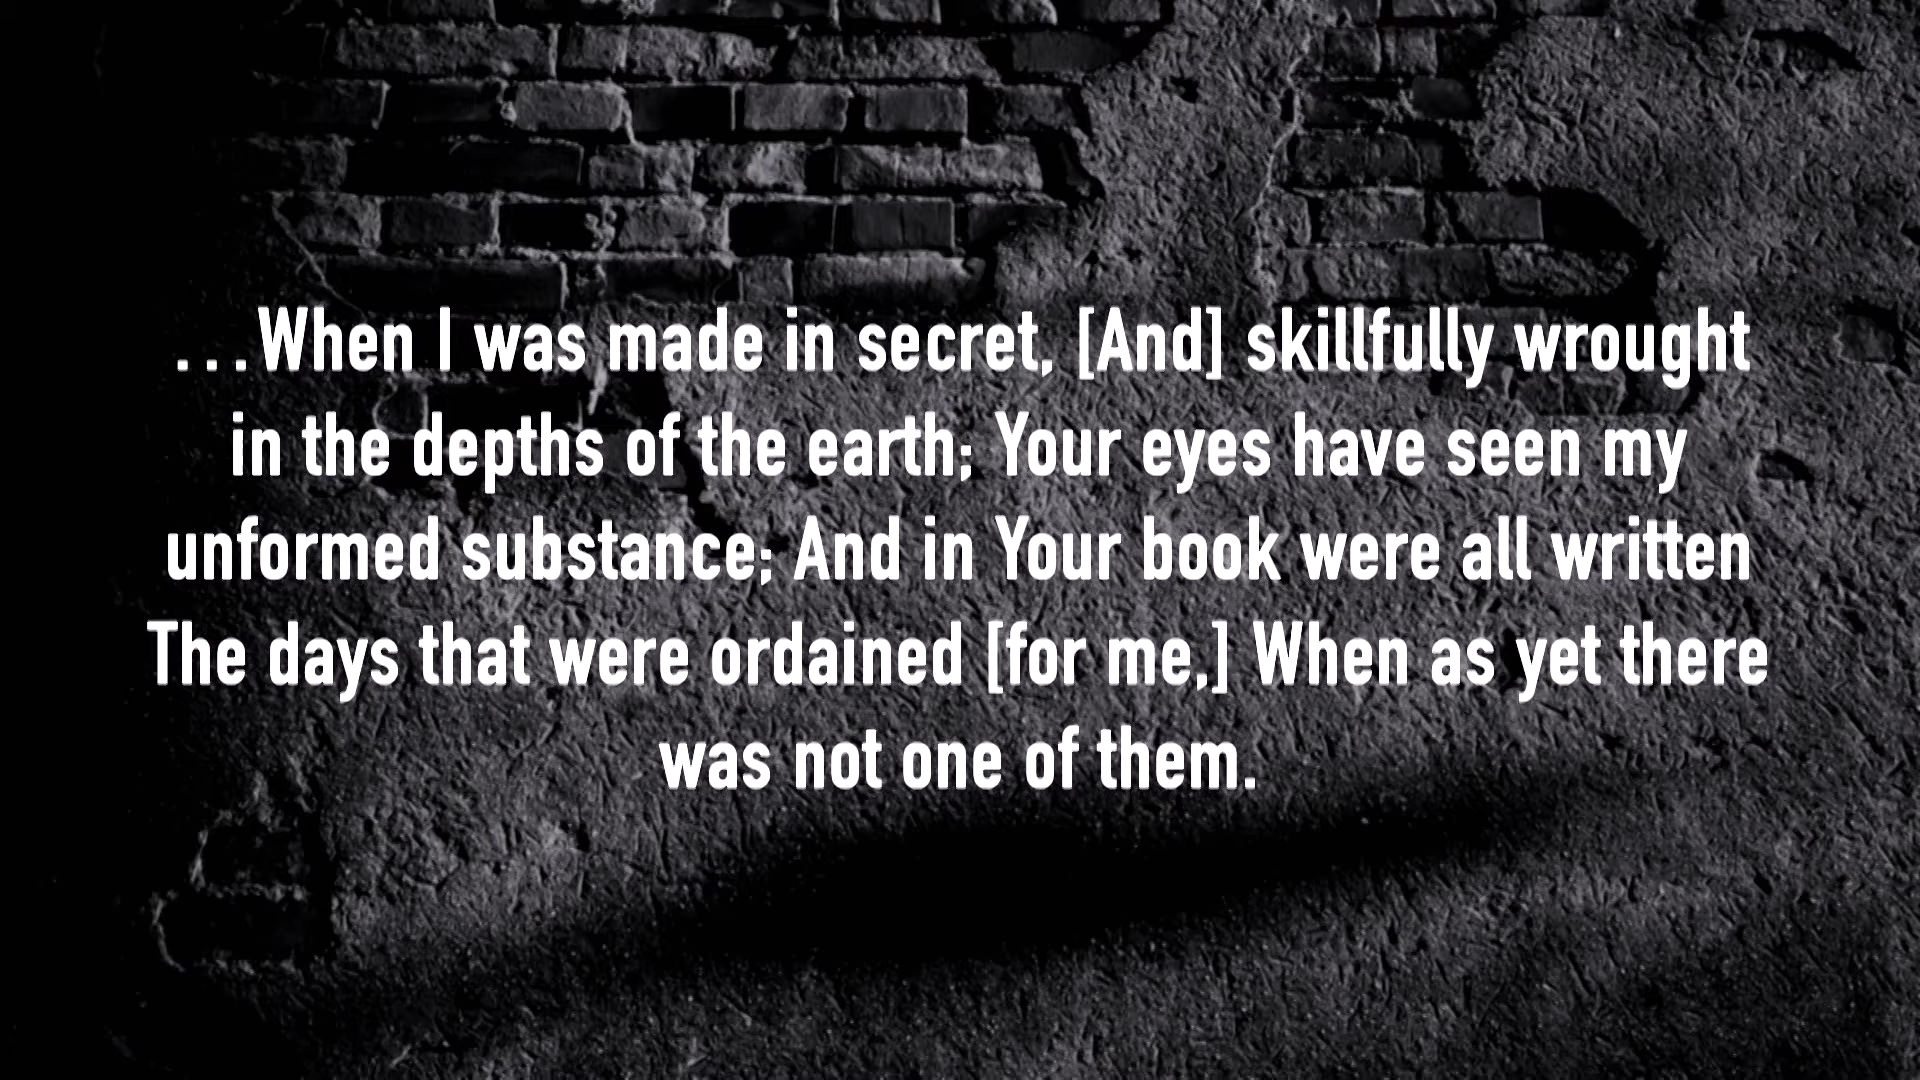 ...When I was made in secret, [And] skillfully wrought
in the depths of the earth; Your eyes have seen my
unformed substance; And in Your book were all written
The days that were ordained [for me,] When as yet there
was not one of them.